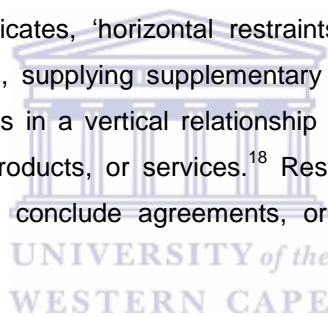 icates, ‘horizontal restraints
, supplying supplementary
s in a vertical relationship
roducts, or services.18 Res
conclude agreements, or
UNIVERSITY of the
WESTERN CAPE